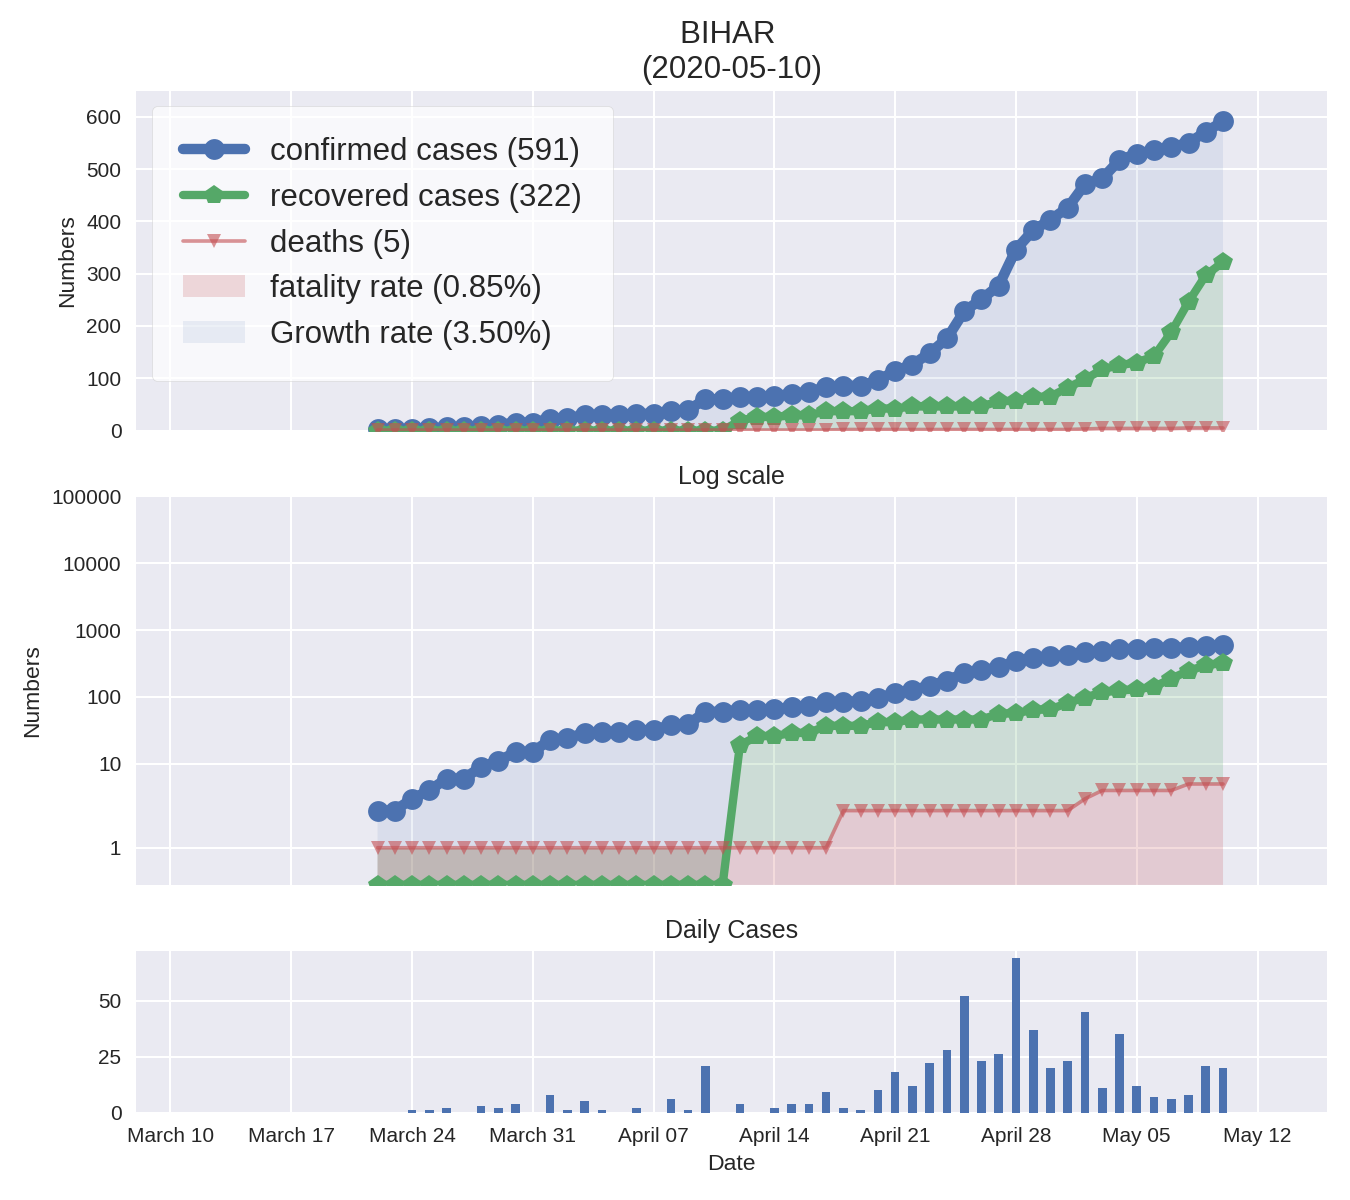 BIHAR
(2020-05-10)
600
500
400
300
200
100
0
Numbers
confirmed cases (591)
recovered cases (322)
deaths (5)
fatality rate (0.85%)
Growth rate (3.50%)
Log scale
100000
10000
1000
100
10
1
Numbers
Daily Cases
50
25
0
March 10 March 17 March 24 March 31 April 07 April 14 April 21 April 28 May 05 May 12
Date